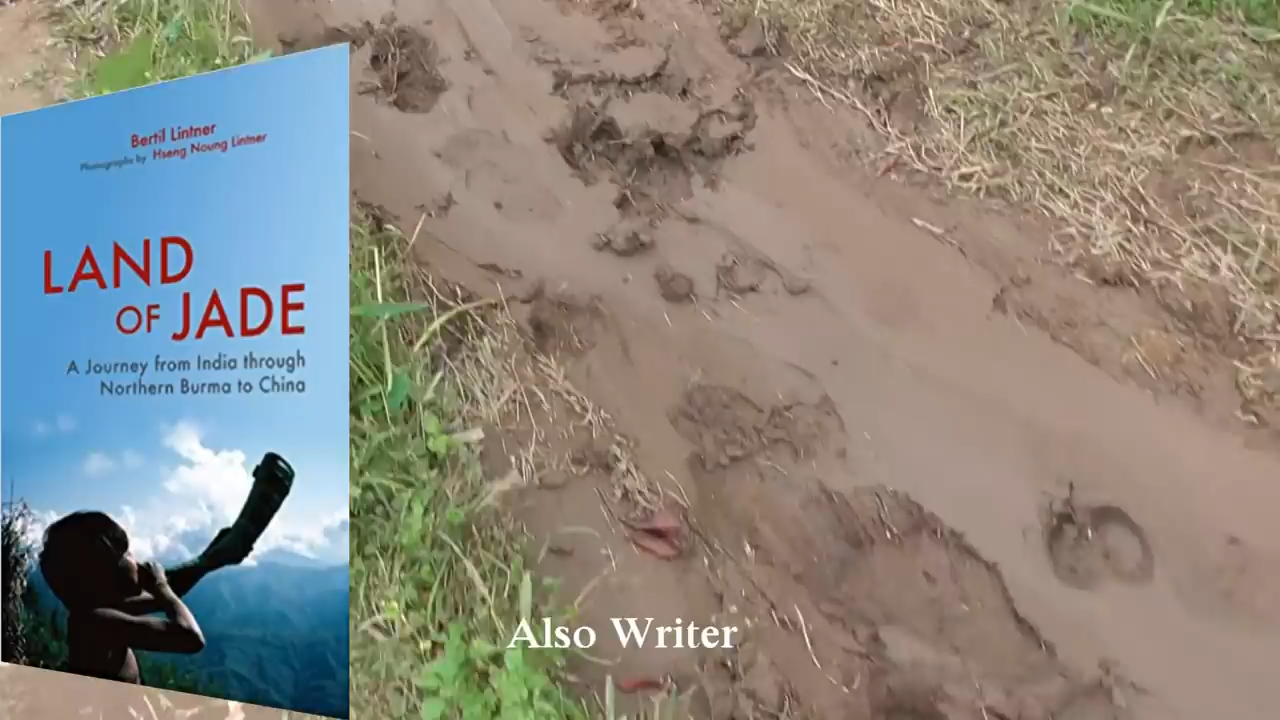 Bertil Lintner
Photographs by Hseng Noung Lintner
LAND
OF JADE
A Journey from India through
Northern Burma to China
Also Writer